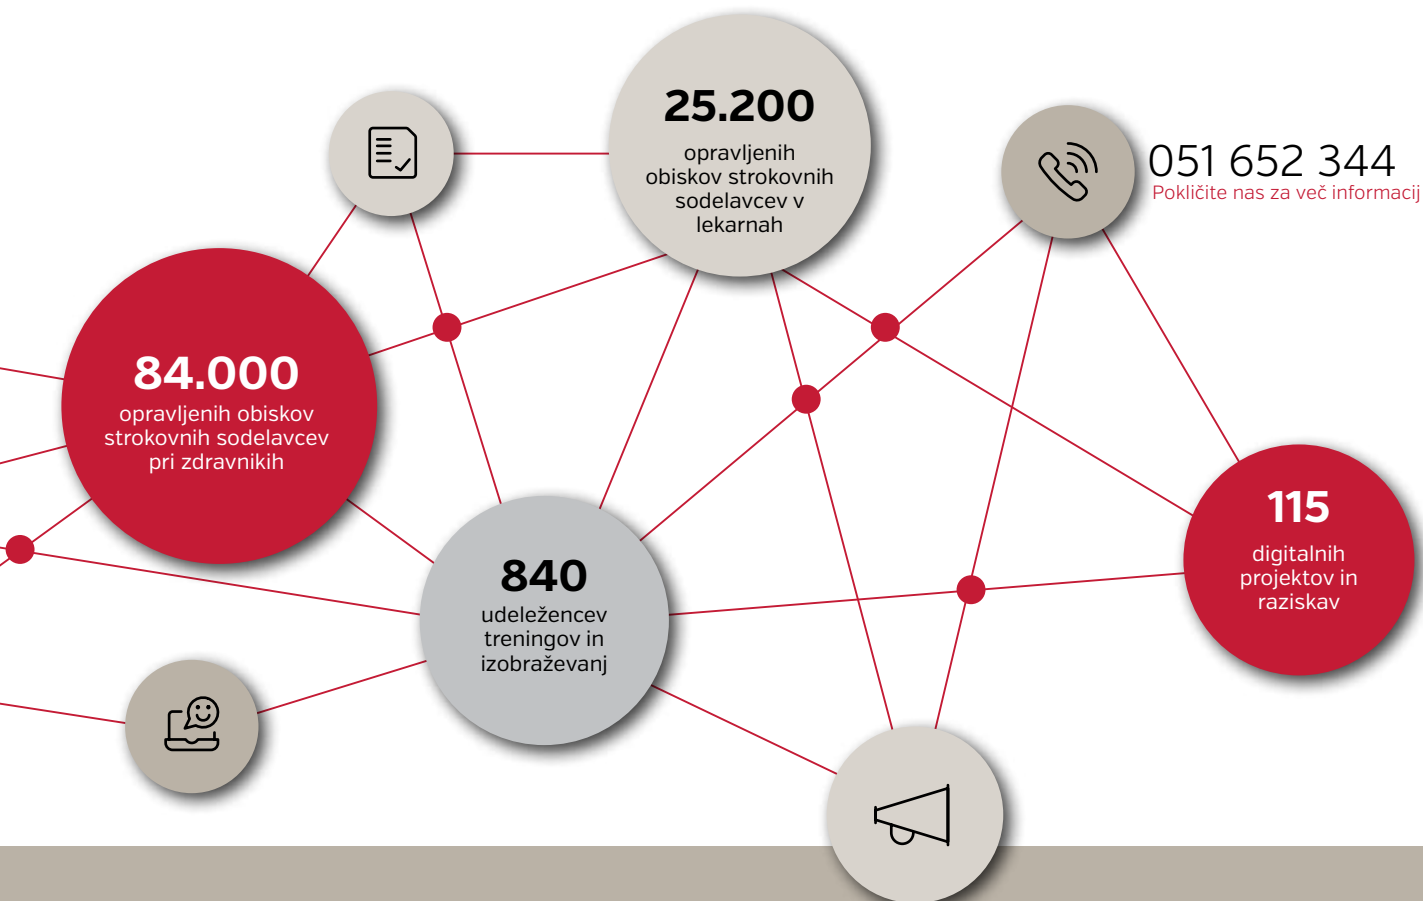 25.200
opravljenih
obiskov strokovnih
sodelavcev v
lekarnah
051 652 344
Pokličite nas za več informacij
84.000
opravljenih obiskov
strokovnih sodelavcev
pri zdravnikih
115
digitalnih
projektov in
raziskav
840
udeležencev
treningov in
izobraževanj